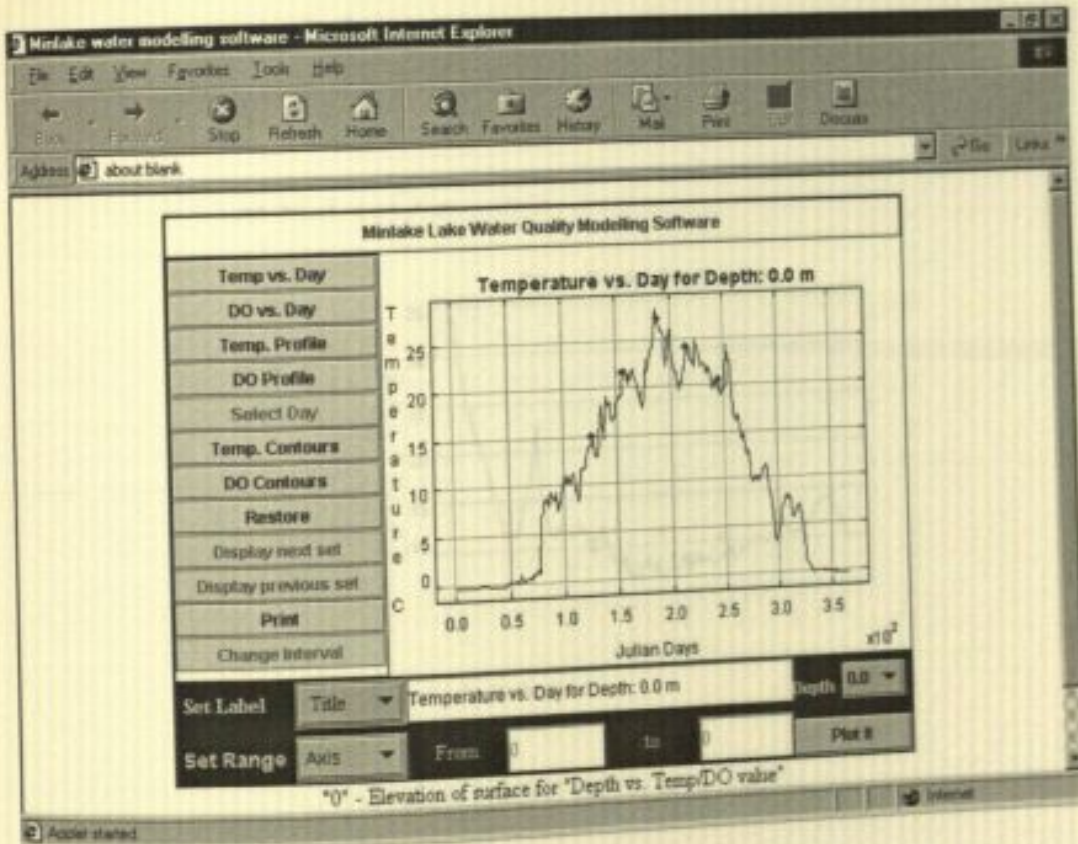 Minlake water modelling software - Microsoft Internet Explorer
File Edit View Favorites Tools Help
Back Forward Stop Refresh Home Search Favorites History Mail Print Edit Discuss
Address about:blank Go Links »
Minlake Lake Water Quality Modelling Software
Temp vs. Day
DO vs. Day
Temp. Profile
DO Profile
Select Day
Temp. Contours
DO Contours
Restore
Display next set
Display previous set
Print
Change Interval
Temperature vs. Day for Depth: 0.0 m
Temperature C
25
20
15
10
5
0
0.0 0.5 1.0 1.5 2.0 2.5 3.0 3.5
x10²
Julian Days
Set Label Title Temperature vs. Day for Depth: 0.0 m Depth 0.0
Set Range Axis From 0 to 0 Plot It
"0" - Elevation of surface for "Depth vs. Temp/DO value"
Applet started Internet